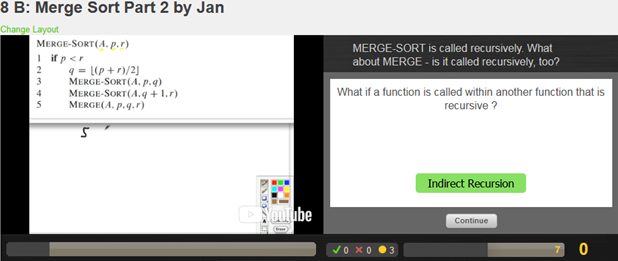 8 B: Merge Sort Part 2 by Jan
Change Layout
MERGE-SORT(A, p, r)
1 if p < r
2 q = ⌊(p + r)/2⌋
3 MERGE-SORT(A, p, q)
4 MERGE-SORT(A, q + 1, r)
5 MERGE(A, p, q, r)
5
YouTube
MERGE-SORT is called recursively. What
about MERGE - is it called recursively, too?
What if a function is called within another function that is
recursive ?
Indirect Recursion
Continue
✓ 0 ✕ 0 3
7 0